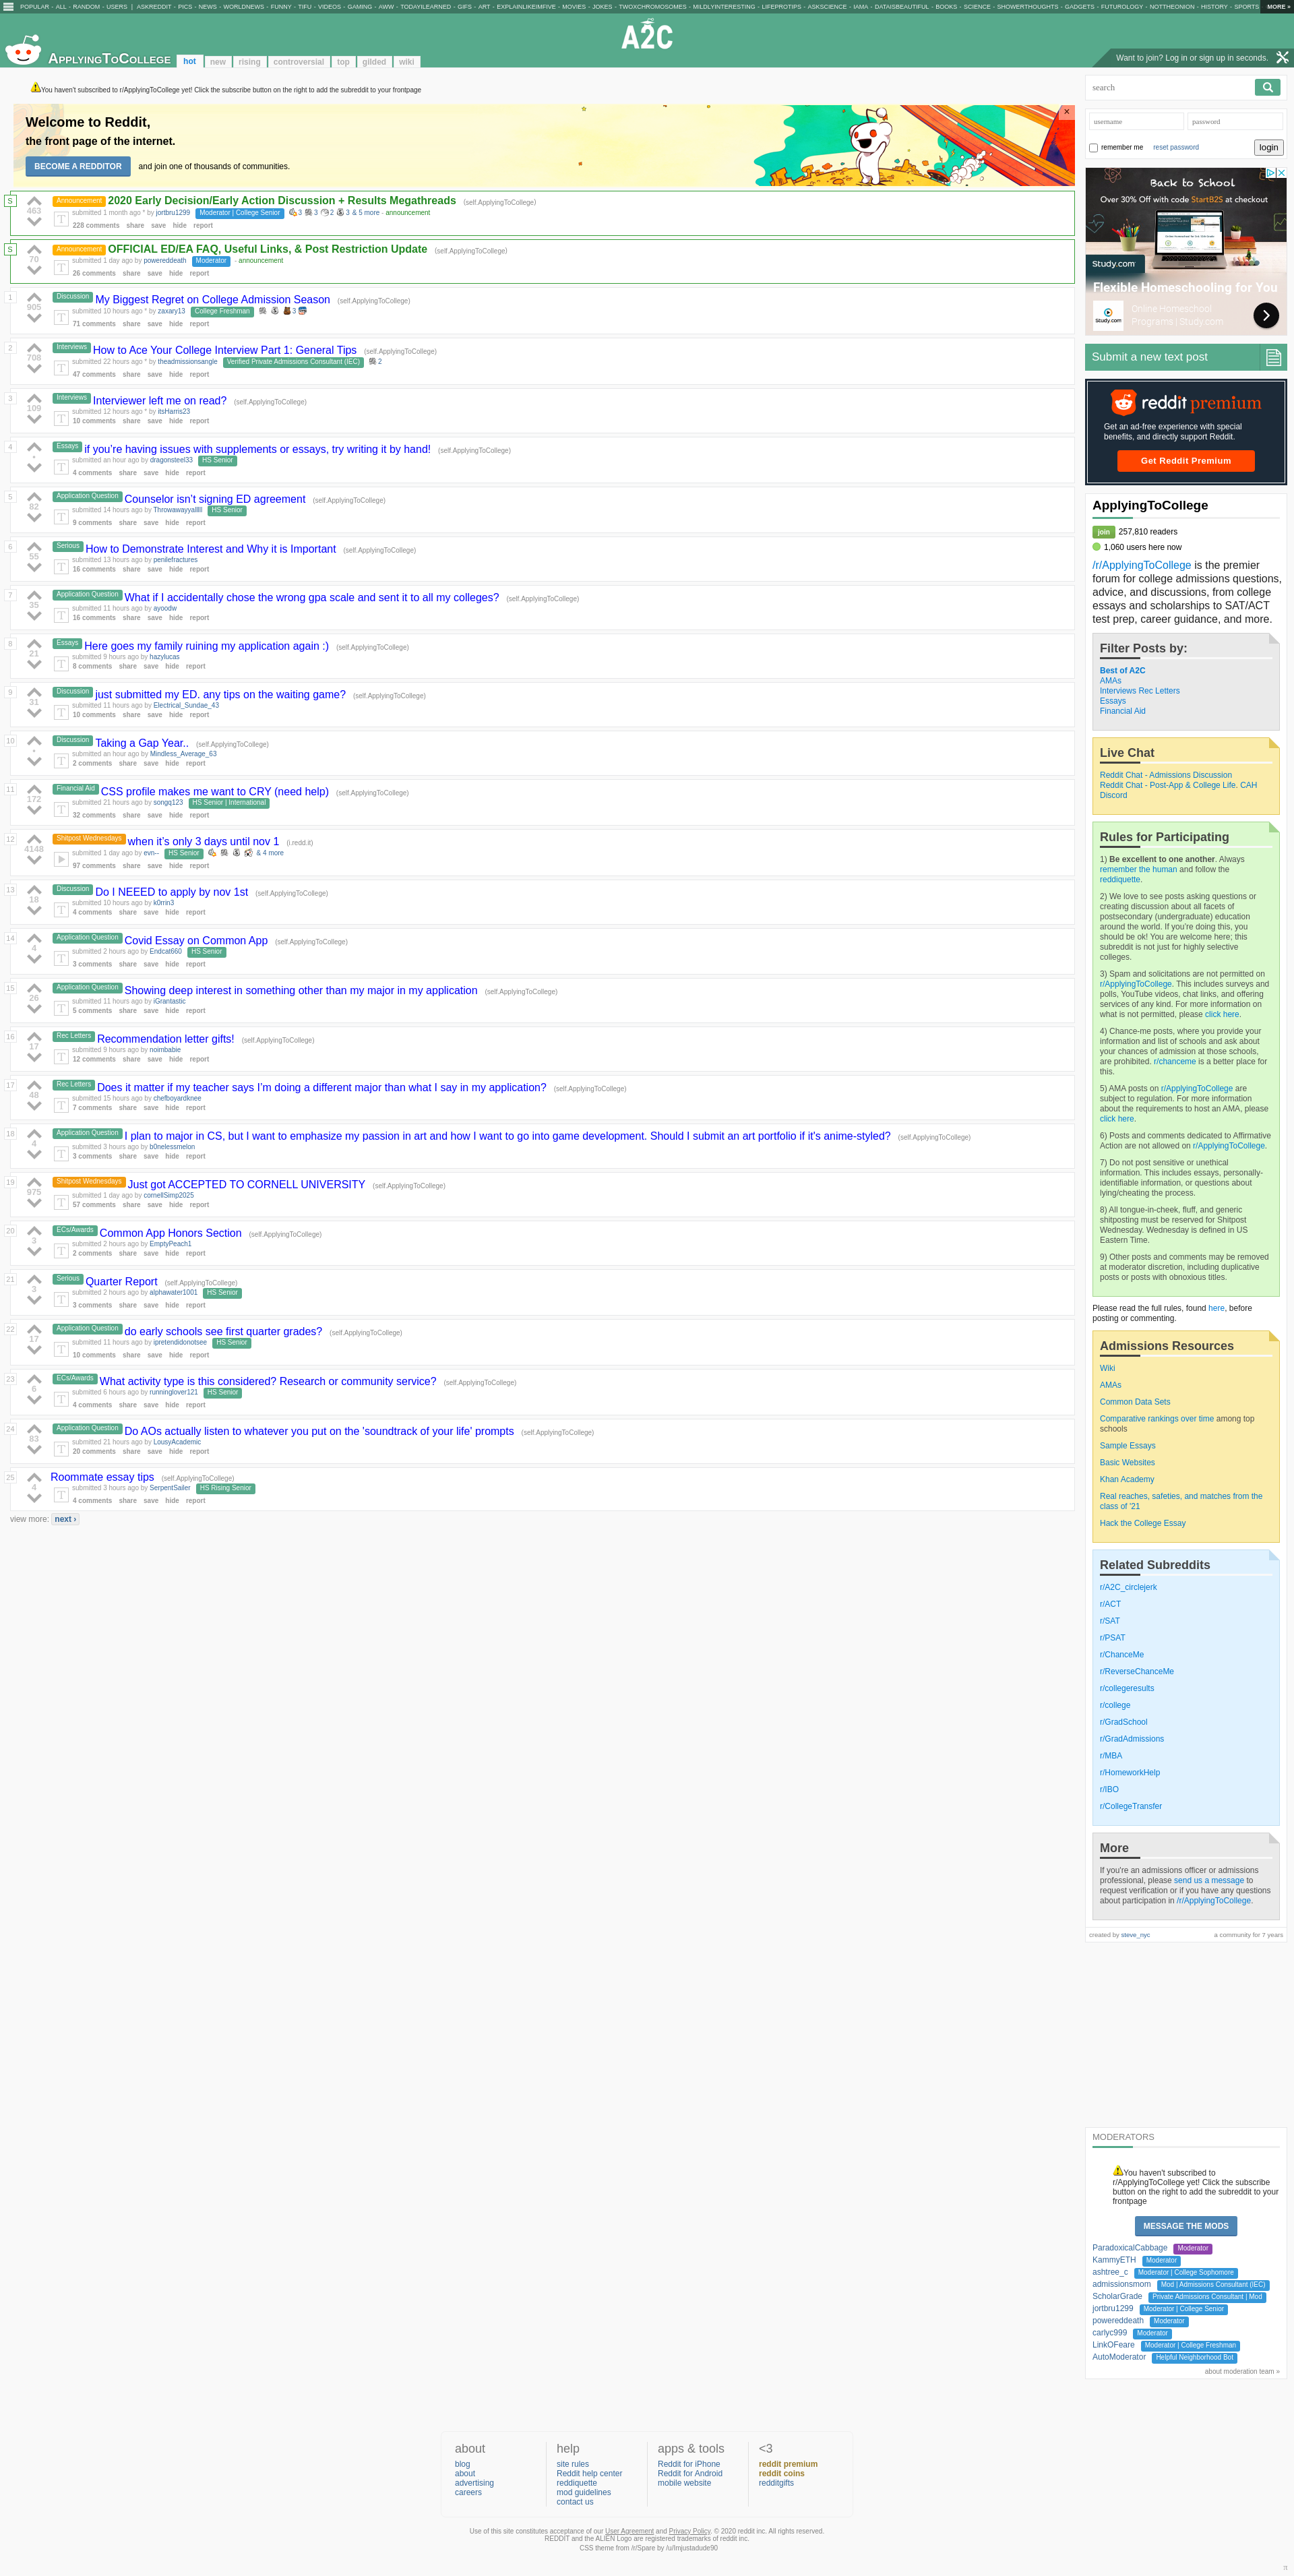 POPULAR - ALL - RANDOM - USERS | ASKREDDIT - PICS - NEWS - WORLDNEWS - FUNNY - TIFU - VIDEOS - GAMING - AWW - TODAYILEARNED - GIFS - ART - EXPLAINLIKEIMFIVE - MOVIES - JOKES - TWOXCHROMOSOMES - MILDLYINTERESTING - LIFEPROTIPS - ASKSCIENCE - IAMA - DATAISBEAUTIFUL - BOOKS - SCIENCE - SHOWERTHOUGHTS - GADGETS - FUTUROLOGY - NOTTHEONION - HISTORY - SPORTS MORE »
A2C
ApplyingToCollege hot new rising controversial top gilded wiki
Want to join? Log in or sign up in seconds.
You haven't subscribed to r/ApplyingToCollege yet! Click the subscribe button on the right to add the subreddit to your frontpage
Welcome to Reddit,
the front page of the internet.
BECOME A REDDITOR and join one of thousands of communities.
S
463
Announcement 2020 Early Decision/Early Action Discussion + Results Megathreads (self.ApplyingToCollege)
submitted 1 month ago * by jortbru1299 Moderator | College Senior 3 3 2 3 & 5 more - announcement
228 comments share save hide report
S
70
Announcement OFFICIAL ED/EA FAQ, Useful Links, & Post Restriction Update (self.ApplyingToCollege)
submitted 1 day ago by powereddeath Moderator - announcement
26 comments share save hide report
1
905
Discussion My Biggest Regret on College Admission Season (self.ApplyingToCollege)
submitted 10 hours ago * by zaxary13 College Freshman 3
71 comments share save hide report
2
708
Interviews How to Ace Your College Interview Part 1: General Tips (self.ApplyingToCollege)
submitted 22 hours ago * by theadmissionsangle Verified Private Admissions Consultant (IEC) 2
47 comments share save hide report
3
109
Interviews Interviewer left me on read? (self.ApplyingToCollege)
submitted 12 hours ago * by itsHarris23
10 comments share save hide report
4
•
Essays if you're having issues with supplements or essays, try writing it by hand! (self.ApplyingToCollege)
submitted an hour ago by dragonsteel33 HS Senior
4 comments share save hide report
5
82
Application Question Counselor isn't signing ED agreement (self.ApplyingToCollege)
submitted 14 hours ago by Throwawayyalllll HS Senior
9 comments share save hide report
6
55
Serious How to Demonstrate Interest and Why it is Important (self.ApplyingToCollege)
submitted 13 hours ago by penilefractures
16 comments share save hide report
7
35
Application Question What if I accidentally chose the wrong gpa scale and sent it to all my colleges? (self.ApplyingToCollege)
submitted 11 hours ago by ayoodw
16 comments share save hide report
8
21
Essays Here goes my family ruining my application again :) (self.ApplyingToCollege)
submitted 9 hours ago by hazylucas
8 comments share save hide report
9
31
Discussion just submitted my ED. any tips on the waiting game? (self.ApplyingToCollege)
submitted 11 hours ago by Electrical_Sundae_43
10 comments share save hide report
10
•
Discussion Taking a Gap Year.. (self.ApplyingToCollege)
submitted an hour ago by Mindless_Average_63
2 comments share save hide report
11
172
Financial Aid CSS profile makes me want to CRY (need help) (self.ApplyingToCollege)
submitted 21 hours ago by songq123 HS Senior | International
32 comments share save hide report
12
4148
Shitpost Wednesdays when it's only 3 days until nov 1 (i.redd.it)
submitted 1 day ago by evn-- HS Senior & 4 more
97 comments share save hide report
13
18
Discussion Do I NEEED to apply by nov 1st (self.ApplyingToCollege)
submitted 10 hours ago by k0rrin3
4 comments share save hide report
14
4
Application Question Covid Essay on Common App (self.ApplyingToCollege)
submitted 2 hours ago by Endcat660 HS Senior
3 comments share save hide report
15
26
Application Question Showing deep interest in something other than my major in my application (self.ApplyingToCollege)
submitted 11 hours ago by iGrantastic
5 comments share save hide report
16
17
Rec Letters Recommendation letter gifts! (self.ApplyingToCollege)
submitted 9 hours ago by noimbabie
12 comments share save hide report
17
48
Rec Letters Does it matter if my teacher says I'm doing a different major than what I say in my application? (self.ApplyingToCollege)
submitted 15 hours ago by chefboyardknee
7 comments share save hide report
18
4
Application Question I plan to major in CS, but I want to emphasize my passion in art and how I want to go into game development. Should I submit an art portfolio if it's anime-styled? (self.ApplyingToCollege)
submitted 3 hours ago by b0nelessmelon
3 comments share save hide report
19
975
Shitpost Wednesdays Just got ACCEPTED TO CORNELL UNIVERSITY (self.ApplyingToCollege)
submitted 1 day ago by cornellSimp2025
57 comments share save hide report
20
3
ECs/Awards Common App Honors Section (self.ApplyingToCollege)
submitted 2 hours ago by EmptyPeach1
2 comments share save hide report
21
3
Serious Quarter Report (self.ApplyingToCollege)
submitted 2 hours ago by alphawater1001 HS Senior
3 comments share save hide report
22
17
Application Question do early schools see first quarter grades? (self.ApplyingToCollege)
submitted 11 hours ago by ipretendidonotsee HS Senior
10 comments share save hide report
23
6
ECs/Awards What activity type is this considered? Research or community service? (self.ApplyingToCollege)
submitted 6 hours ago by runninglover121 HS Senior
4 comments share save hide report
24
83
Application Question Do AOs actually listen to whatever you put on the 'soundtrack of your life' prompts (self.ApplyingToCollege)
submitted 21 hours ago by LousyAcademic
20 comments share save hide report
25
4
Roommate essay tips (self.ApplyingToCollege)
submitted 3 hours ago by SerpentSailer HS Rising Senior
4 comments share save hide report
view more: next ›
search
username password
remember me reset password login
Back to School
Over 25% off with code StartB2S at checkout
Study.com
Flexible Homeschooling for You
Study.com
Online Homeschool
Programs | Study.com
Submit a new text post
reddit premium
Get an ad-free experience with special
benefits, and directly support Reddit.
Get Reddit Premium
ApplyingToCollege
join 257,810 readers
1,060 users here now
/r/ApplyingToCollege is the premier
forum for college admissions questions,
advice, and discussions, from college
essays and scholarships to SAT/ACT
test prep, career guidance, and more.
Filter Posts by:
Best of A2C
AMAs
Interviews Rec Letters
Essays
Financial Aid
Live Chat
Reddit Chat - Admissions Discussion
Reddit Chat - Post-App & College Life. CAH
Discord
Rules for Participating
1) Be excellent to one another. Always
remember the human and follow the
reddiquette.
2) We love to see posts asking questions or
creating discussion about all facets of
postsecondary (undergraduate) education
around the world. If you're doing this, you
should be ok! You are welcome here; this
subreddit is not just for highly selective
colleges.
3) Spam and solicitations are not permitted on
r/ApplyingToCollege. This includes surveys and
polls, YouTube videos, chat links, and offering
services of any kind. For more information on
what is not permitted, please click here.
4) Chance-me posts, where you provide your
information and list of schools and ask about
your chances of admission at those schools,
are prohibited. r/chanceme is a better place for
this.
5) AMA posts on r/ApplyingToCollege are
subject to regulation. For more information
about the requirements to host an AMA, please
click here.
6) Posts and comments dedicated to Affirmative
Action are not allowed on r/ApplyingToCollege.
7) Do not post sensitive or unethical
information. This includes essays, personally-
identifiable information, or questions about
lying/cheating the process.
8) All tongue-in-cheek, fluff, and generic
shitposting must be reserved for Shitpost
Wednesday. Wednesday is defined in US
Eastern Time.
9) Other posts and comments may be removed
at moderator discretion, including duplicative
posts or posts with obnoxious titles.
Please read the full rules, found here, before
posting or commenting.
Admissions Resources
Wiki
AMAs
Common Data Sets
Comparative rankings over time among top
schools
Sample Essays
Basic Websites
Khan Academy
Real reaches, safeties, and matches from the
class of '21
Hack the College Essay
Related Subreddits
r/A2C_circlejerk
r/ACT
r/SAT
r/PSAT
r/ChanceMe
r/ReverseChanceMe
r/collegeresults
r/college
r/GradSchool
r/GradAdmissions
r/MBA
r/HomeworkHelp
r/IBO
r/CollegeTransfer
More
If you're an admissions officer or admissions
professional, please send us a message to
request verification or if you have any questions
about participation in /r/ApplyingToCollege.
created by steve_nyc a community for 7 years
MODERATORS
You haven't subscribed to
r/ApplyingToCollege yet! Click the subscribe
button on the right to add the subreddit to your
frontpage
MESSAGE THE MODS
ParadoxicalCabbage Moderator
KammyETH Moderator
ashtree_c Moderator | College Sophomore
admissionsmom Mod | Admissions Consultant (IEC)
ScholarGrade Private Admissions Consultant | Mod
jortbru1299 Moderator | College Senior
powereddeath Moderator
carlyc999 Moderator
LinkOFeare Moderator | College Freshman
AutoModerator Helpful Neighborhood Bot
about moderation team »
about
blog
about
advertising
careers
help
site rules
Reddit help center
reddiquette
mod guidelines
contact us
apps & tools
Reddit for iPhone
Reddit for Android
mobile website
<3
reddit premium
reddit coins
redditgifts
Use of this site constitutes acceptance of our User Agreement and Privacy Policy. © 2020 reddit inc. All rights reserved.
REDDIT and the ALIEN Logo are registered trademarks of reddit inc.
CSS theme from /r/Spare by /u/Imjustadude90
π